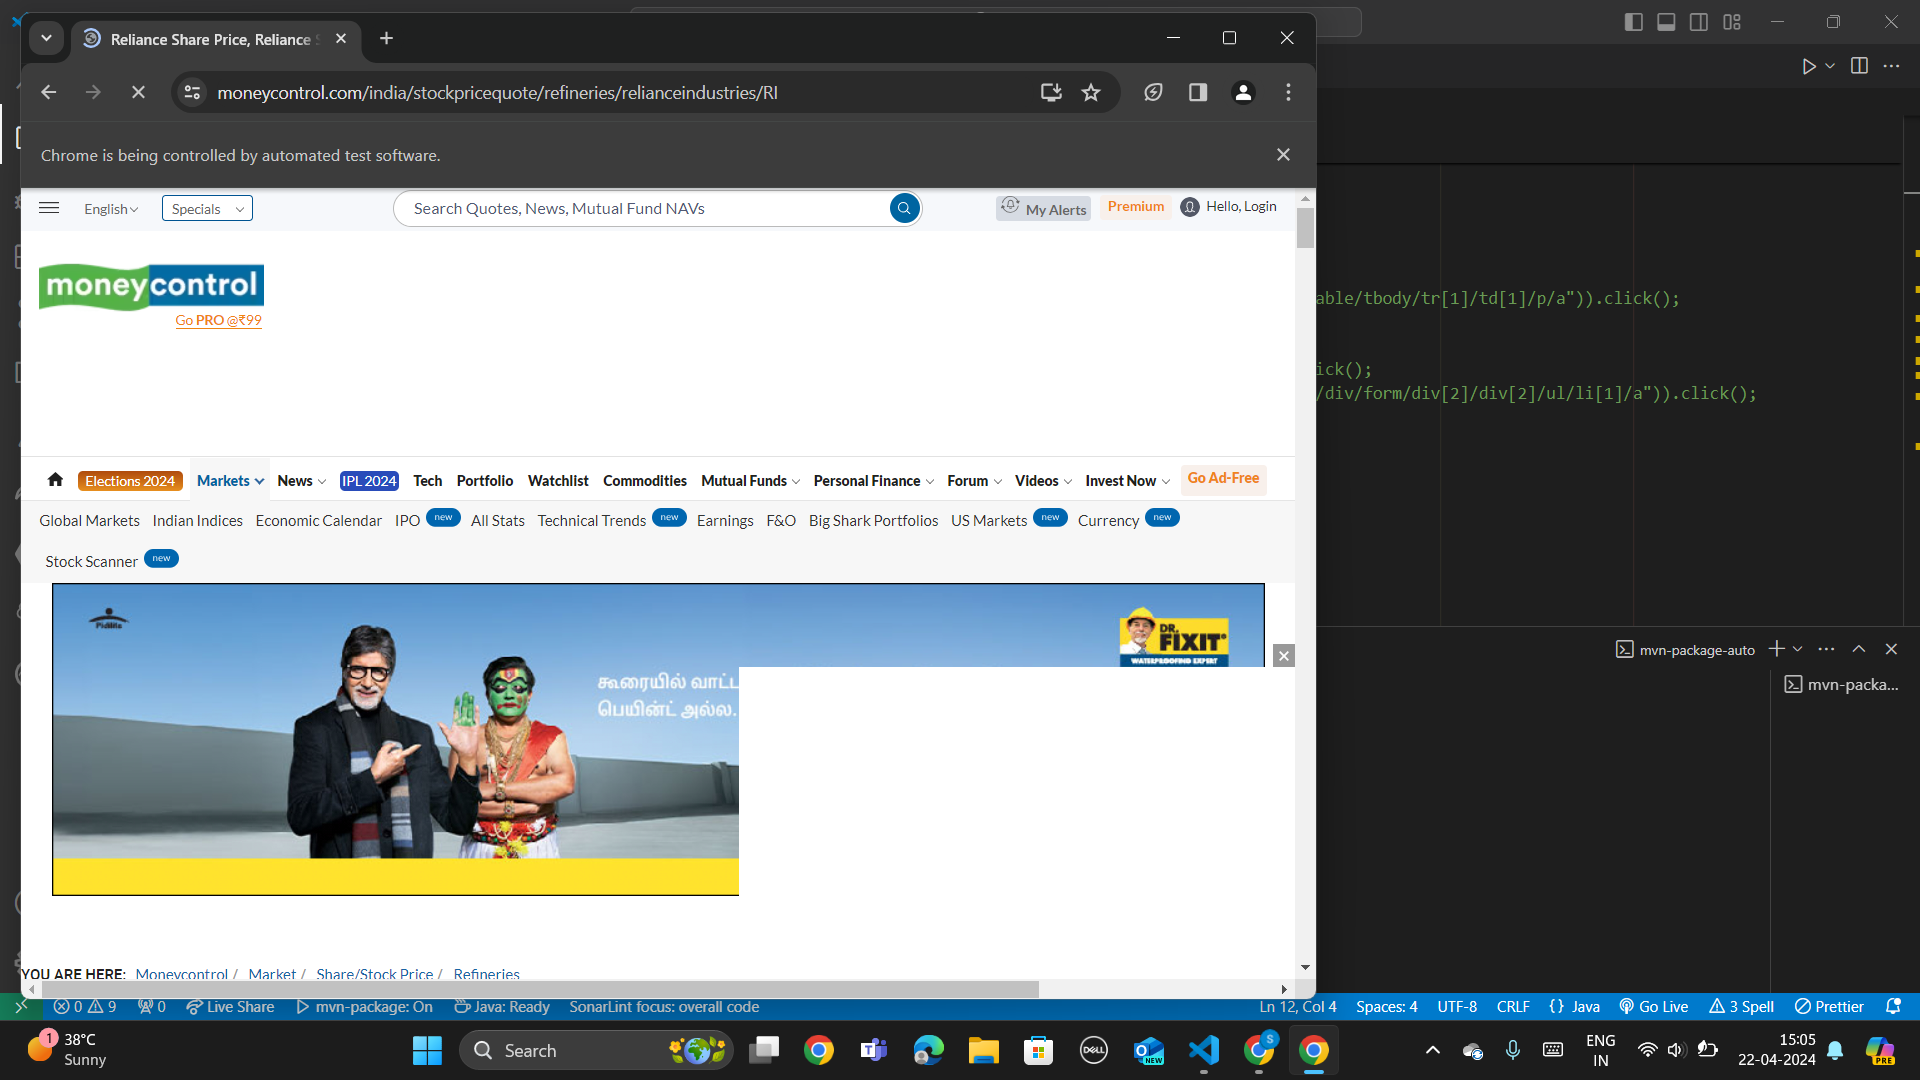 Reliance Share Price, Reliance
moneycontrol.com/india/stockpricequote/refineries/relianceindustries/RI
Chrome is being controlled by automated test software.
English
Specials
Search Quotes, News, Mutual Fund NAVs
My Alerts
Premium
Hello, Login
moneycontrol
Go PRO @₹99
Elections 2024 Markets News IPL 2024 Tech Portfolio Watchlist Commodities Mutual Funds Personal Finance Forum Videos Invest Now Go Ad-Free
Global Markets Indian Indices Economic Calendar IPO new All Stats Technical Trends new Earnings F&O Big Shark Portfolios US Markets new Currency new
Stock Scanner new
Pidilite
DR. FIXIT
WATERPROOFING EXPERT
கூரையில் வாட்ட
பெயின்ட் அல்ல.
YOU ARE HERE: Moneycontrol / Market / Share/Stock Price / Refineries
able/tbody/tr[1]/td[1]/p/a")).click();
ick();
/div/form/div[2]/div[2]/ul/li[1]/a")).click();
mvn-package-auto
mvn-packa...
0 9 0 Live Share mvn-package: On Java: Ready SonarLint focus: overall code
Ln 12, Col 4 Spaces: 4 UTF-8 CRLF {} Java Go Live 3 Spell Prettier
1
38°C
Sunny
Search
DELL
NEW
S
ENG
IN
15:05
22-04-2024
PRE